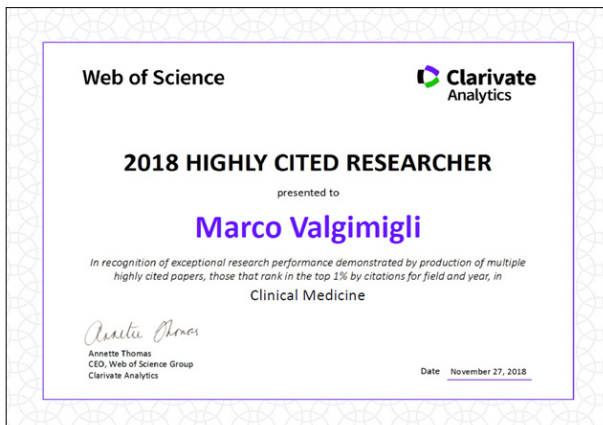 Web of Science
Clarivate
Analytics
2018 HIGHLY CITED RESEARCHER
presented to
Marco Valgimigli
In recognition of exceptional research performance demonstrated by production of multiple
highly cited papers, those that rank in the top 1% by citations for field and year, in
Clinical Medicine
Annette Thomas
Annette Thomas
CEO, Web of Science Group
Clarivate Analytics
Date November 27, 2018